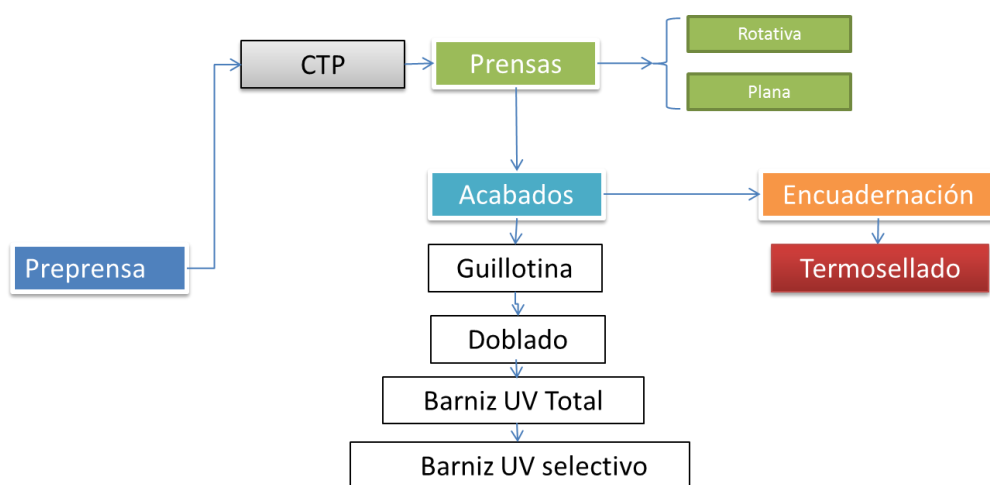 CTP
Prensas
Rotativa
Plana
Acabados
Encuadernación
Preprensa
Guillotina
Termosellado
Doblado
Barniz UV Total
Barniz UV selectivo